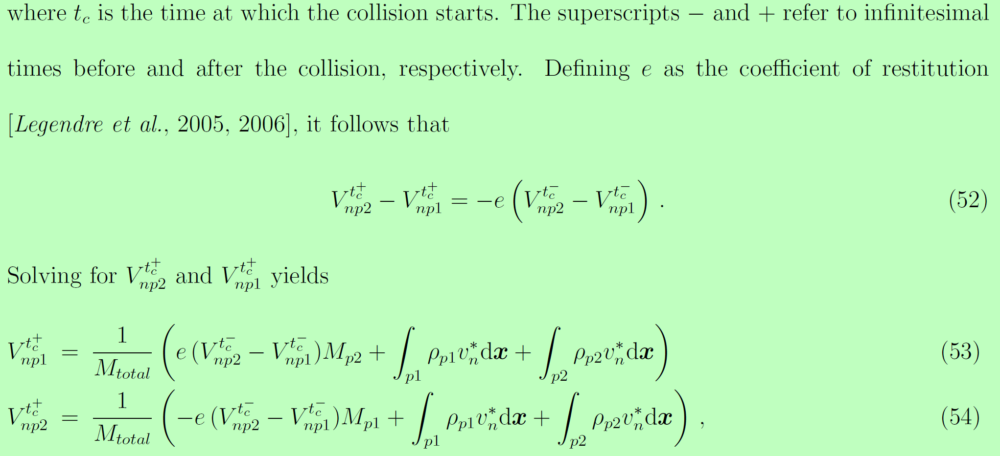 where $t_c$ is the time at which the collision starts. The superscripts − and + refer to infinitesimal
times before and after the collision, respectively. Defining $e$ as the coefficient of restitution
[Legendre et al., 2005, 2006], it follows that
$V_{np2}^{t_c^+} - V_{np1}^{t_c^+} = -e \left( V_{np2}^{t_c^-} - V_{np1}^{t_c^-} \right) .$ (52)
Solving for $V_{np2}^{t_c^+}$ and $V_{np1}^{t_c^+}$ yields
$V_{np1}^{t_c^+} = \frac{1}{M_{total}} \left( e\,(V_{np2}^{t_c^-} - V_{np1}^{t_c^-})M_{p2} + \int_{p1} \rho_{p1} v_n^* \mathrm{d}\boldsymbol{x} + \int_{p2} \rho_{p2} v_n^* \mathrm{d}\boldsymbol{x} \right)$ (53)
$V_{np2}^{t_c^+} = \frac{1}{M_{total}} \left( -e\,(V_{np2}^{t_c^-} - V_{np1}^{t_c^-})M_{p1} + \int_{p1} \rho_{p1} v_n^* \mathrm{d}\boldsymbol{x} + \int_{p2} \rho_{p2} v_n^* \mathrm{d}\boldsymbol{x} \right) ,$ (54)